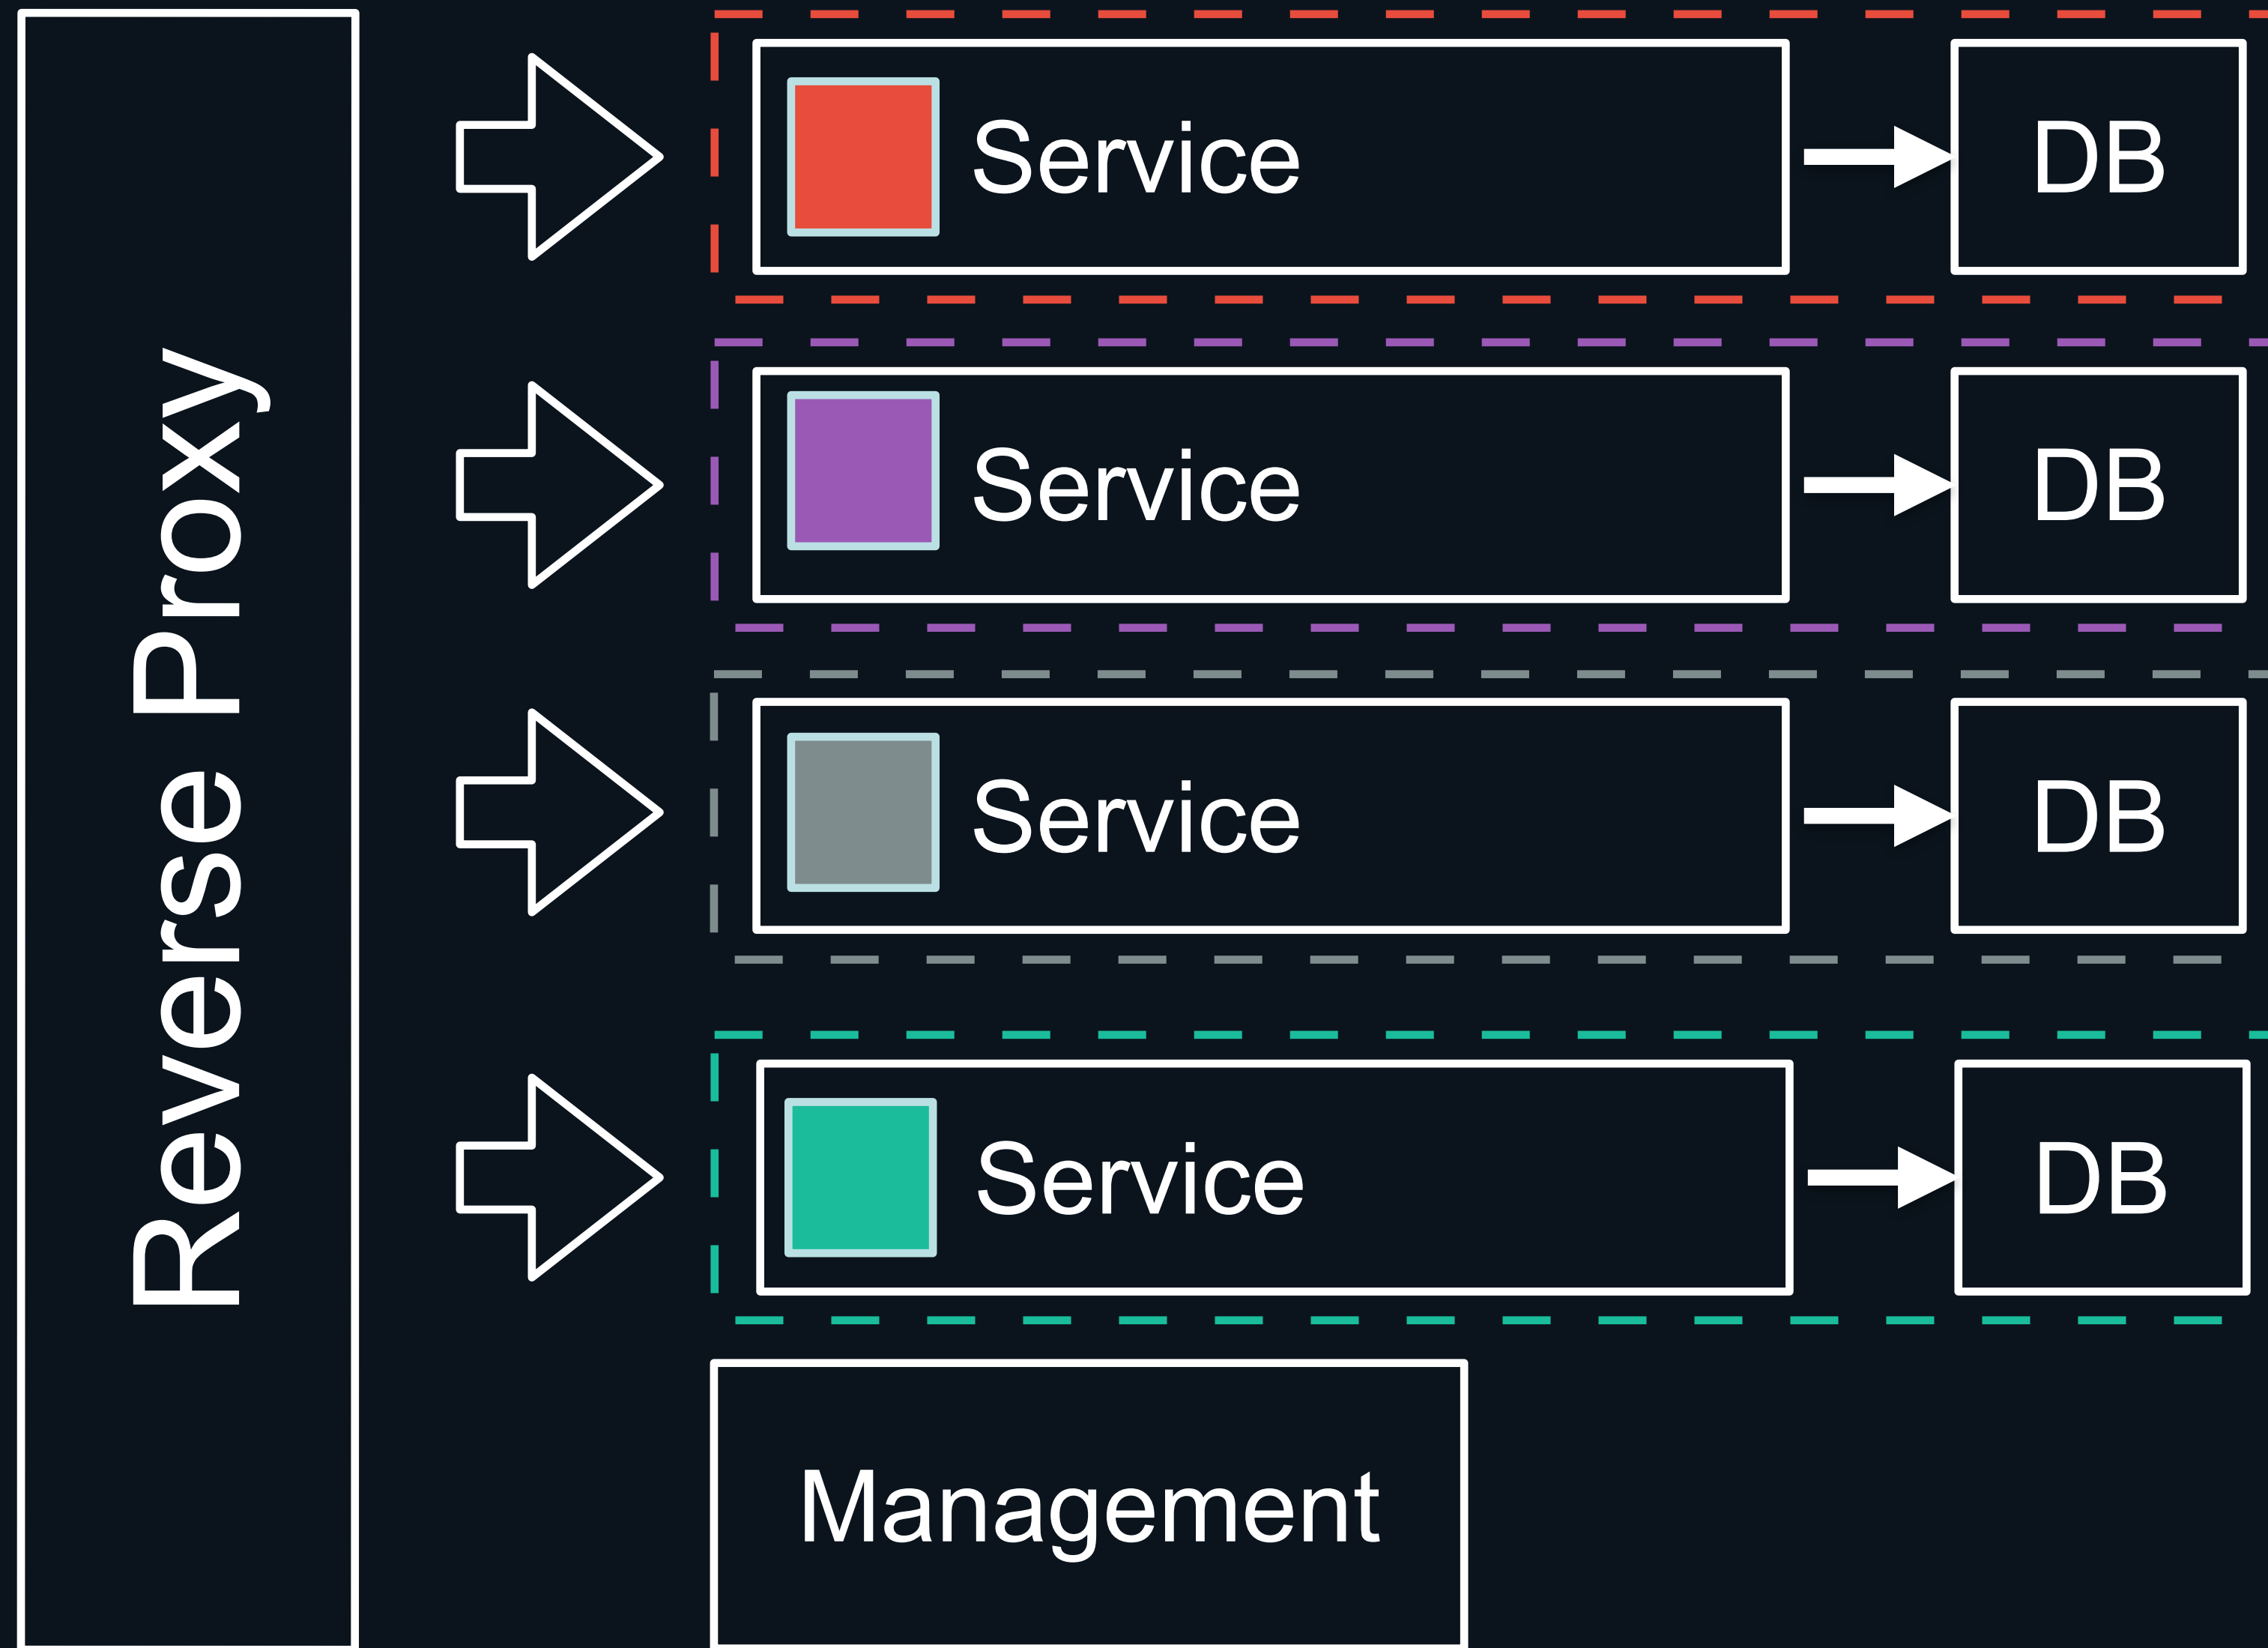 Reverse Proxy
Service
DB
Service
DB
Service
DB
Service
DB
Management